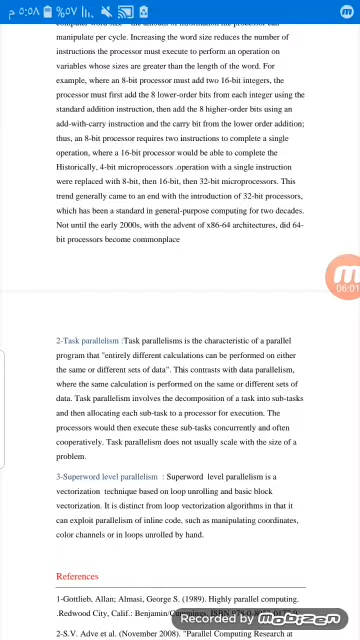 م ٥:٥٨ ٪٥٧
computer word size—the amount of information the processor can
manipulate per cycle. Increasing the word size reduces the number of
instructions the processor must execute to perform an operation on
variables whose sizes are greater than the length of the word. For
example, where an 8-bit processor must add two 16-bit integers, the
processor must first add the 8 lower-order bits from each integer using the
standard addition instruction, then add the 8 higher-order bits using an
add-with-carry instruction and the carry bit from the lower order addition;
thus, an 8-bit processor requires two instructions to complete a single
operation, where a 16-bit processor would be able to complete the
Historically, 4-bit microprocessors .operation with a single instruction
were replaced with 8-bit, then 16-bit, then 32-bit microprocessors. This
trend generally came to an end with the introduction of 32-bit processors,
which has been a standard in general-purpose computing for two decades.
Not until the early 2000s, with the advent of x86-64 architectures, did 64-
bit processors become commonplace
06:01
2-Task parallelism :Task parallelisms is the characteristic of a parallel
program that "entirely different calculations can be performed on either
the same or different sets of data". This contrasts with data parallelism,
where the same calculation is performed on the same or different sets of
data. Task parallelism involves the decomposition of a task into sub-tasks
and then allocating each sub-task to a processor for execution. The
processors would then execute these sub-tasks concurrently and often
cooperatively. Task parallelism does not usually scale with the size of a
problem.
3-Superword level parallelism : Superword level parallelism is a
vectorization technique based on loop unrolling and basic block
vectorization. It is distinct from loop vectorization algorithms in that it
can exploit parallelism of inline code, such as manipulating coordinates,
color channels or in loops unrolled by hand.
References
1-Gottlieb, Allan; Almasi, George S. (1989). Highly parallel computing.
.Redwood City, Calif.: Benjamin/Cummings. ISBN
Recorded by mobizen
2-S.V. Adve et al. (November 2008). "Parallel Computing Research at